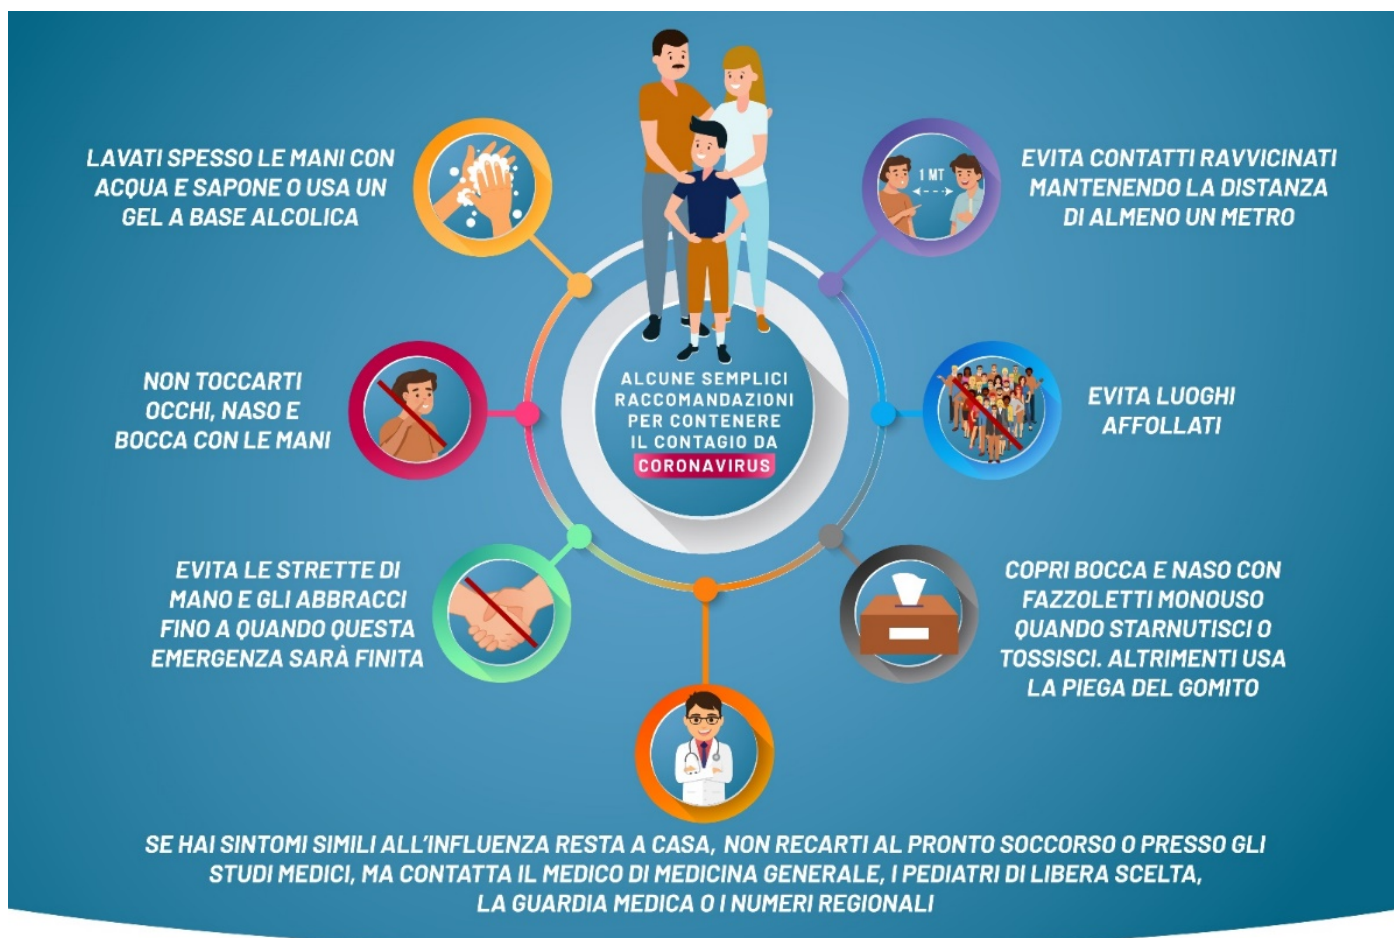 LAVATI SPESSO LE MANI CON
ACQUA E SAPONE O USA UN
GEL A BASE ALCOLICA
EVITA CONTATTI RAVVICINATI
MANTENENDO LA DISTANZA
DI ALMENO UN METRO
1 MT
NON TOCCARTI
OCCHI, NASO E
BOCCA CON LE MANI
ALCUNE SEMPLICI
RACCOMANDAZIONI
PER CONTENERE
IL CONTAGIO DA
CORONAVIRUS
EVITA LUOGHI
AFFOLLATI
EVITA LE STRETTE DI
MANO E GLI ABBRACCI
FINO A QUANDO QUESTA
EMERGENZA SARÀ FINITA
COPRI BOCCA E NASO CON
FAZZOLETTI MONOUSO
QUANDO STARNUTISCI O
TOSSISCI. ALTRIMENTI USA
LA PIEGA DEL GOMITO
SE HAI SINTOMI SIMILI ALL'INFLUENZA RESTA A CASA, NON RECARTI AL PRONTO SOCCORSO O PRESSO GLI
STUDI MEDICI, MA CONTATTA IL MEDICO DI MEDICINA GENERALE, I PEDIATRI DI LIBERA SCELTA,
LA GUARDIA MEDICA O I NUMERI REGIONALI